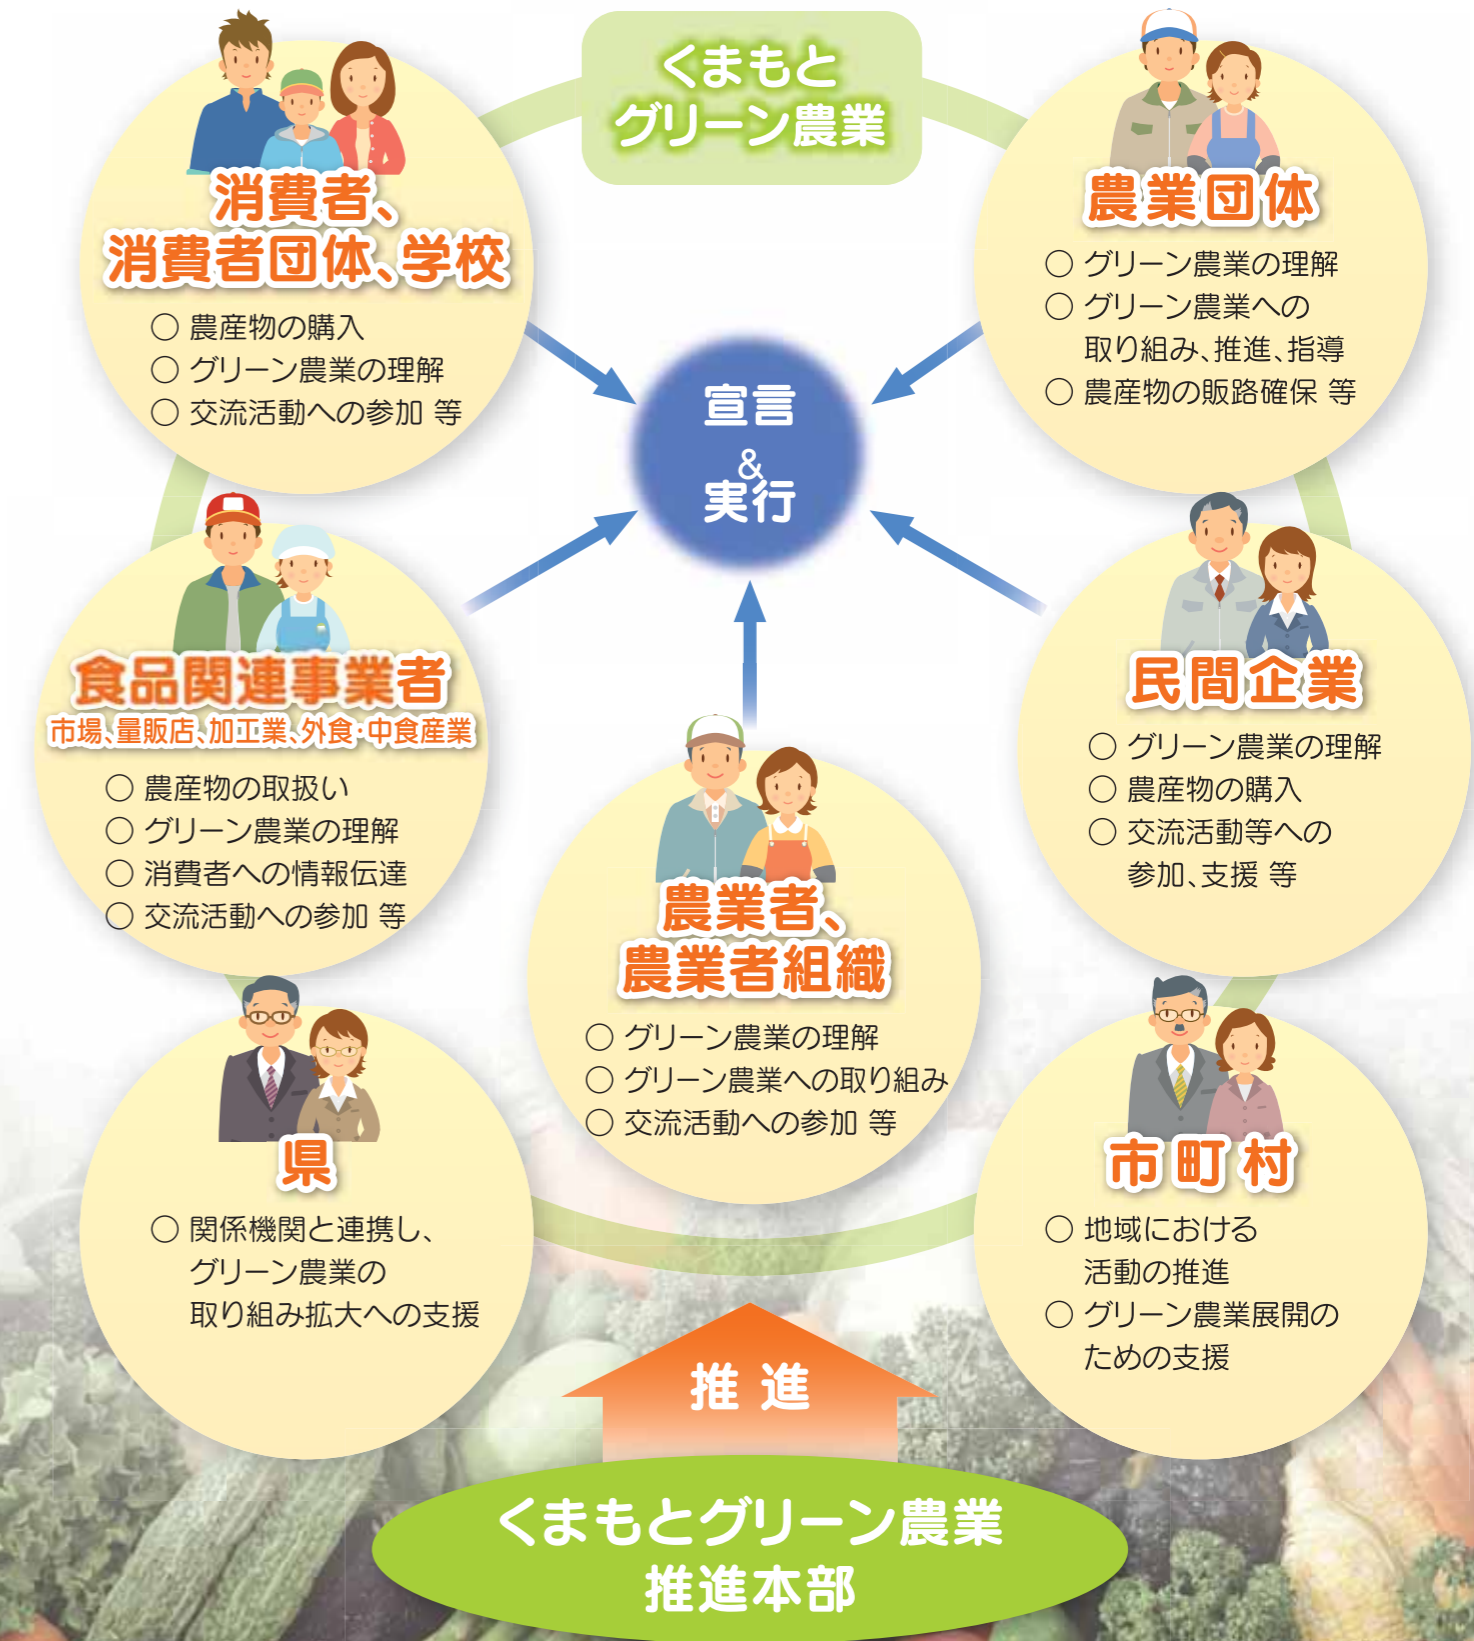 くまもと
グリーン農業
消費者、
消費者団体、学校
○ 農産物の購入
○ グリーン農業の理解
○ 交流活動への参加 等
農業団体
○ グリーン農業の理解
○ グリーン農業への
取り組み、推進、指導
○ 農産物の販路確保 等
宣言
&
実行
食品関連事業者
市場、量販店、加工業、外食・中食産業
○ 農産物の取扱い
○ グリーン農業の理解
○ 消費者への情報伝達
○ 交流活動への参加 等
民間企業
○ グリーン農業の理解
○ 農産物の購入
○ 交流活動等への
参加、支援 等
農業者、
農業者組織
○ グリーン農業の理解
○ グリーン農業への取り組み
○ 交流活動への参加 等
県
○ 関係機関と連携し、
グリーン農業の
取り組み拡大への支援
市町村
○ 地域における
活動の推進
○ グリーン農業展開の
ための支援
推進
くまもとグリーン農業
推進本部